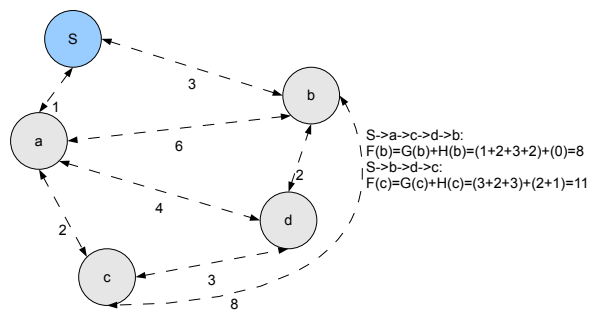 S
3
b
1
a
6
S->a->c->d->b:
F(b)=G(b)+H(b)=(1+2+3+2)+(0)=8
S->b->d->c:
F(c)=G(c)+H(c)=(3+2+3)+(2+1)=11
2
4
d
2
c
3
8